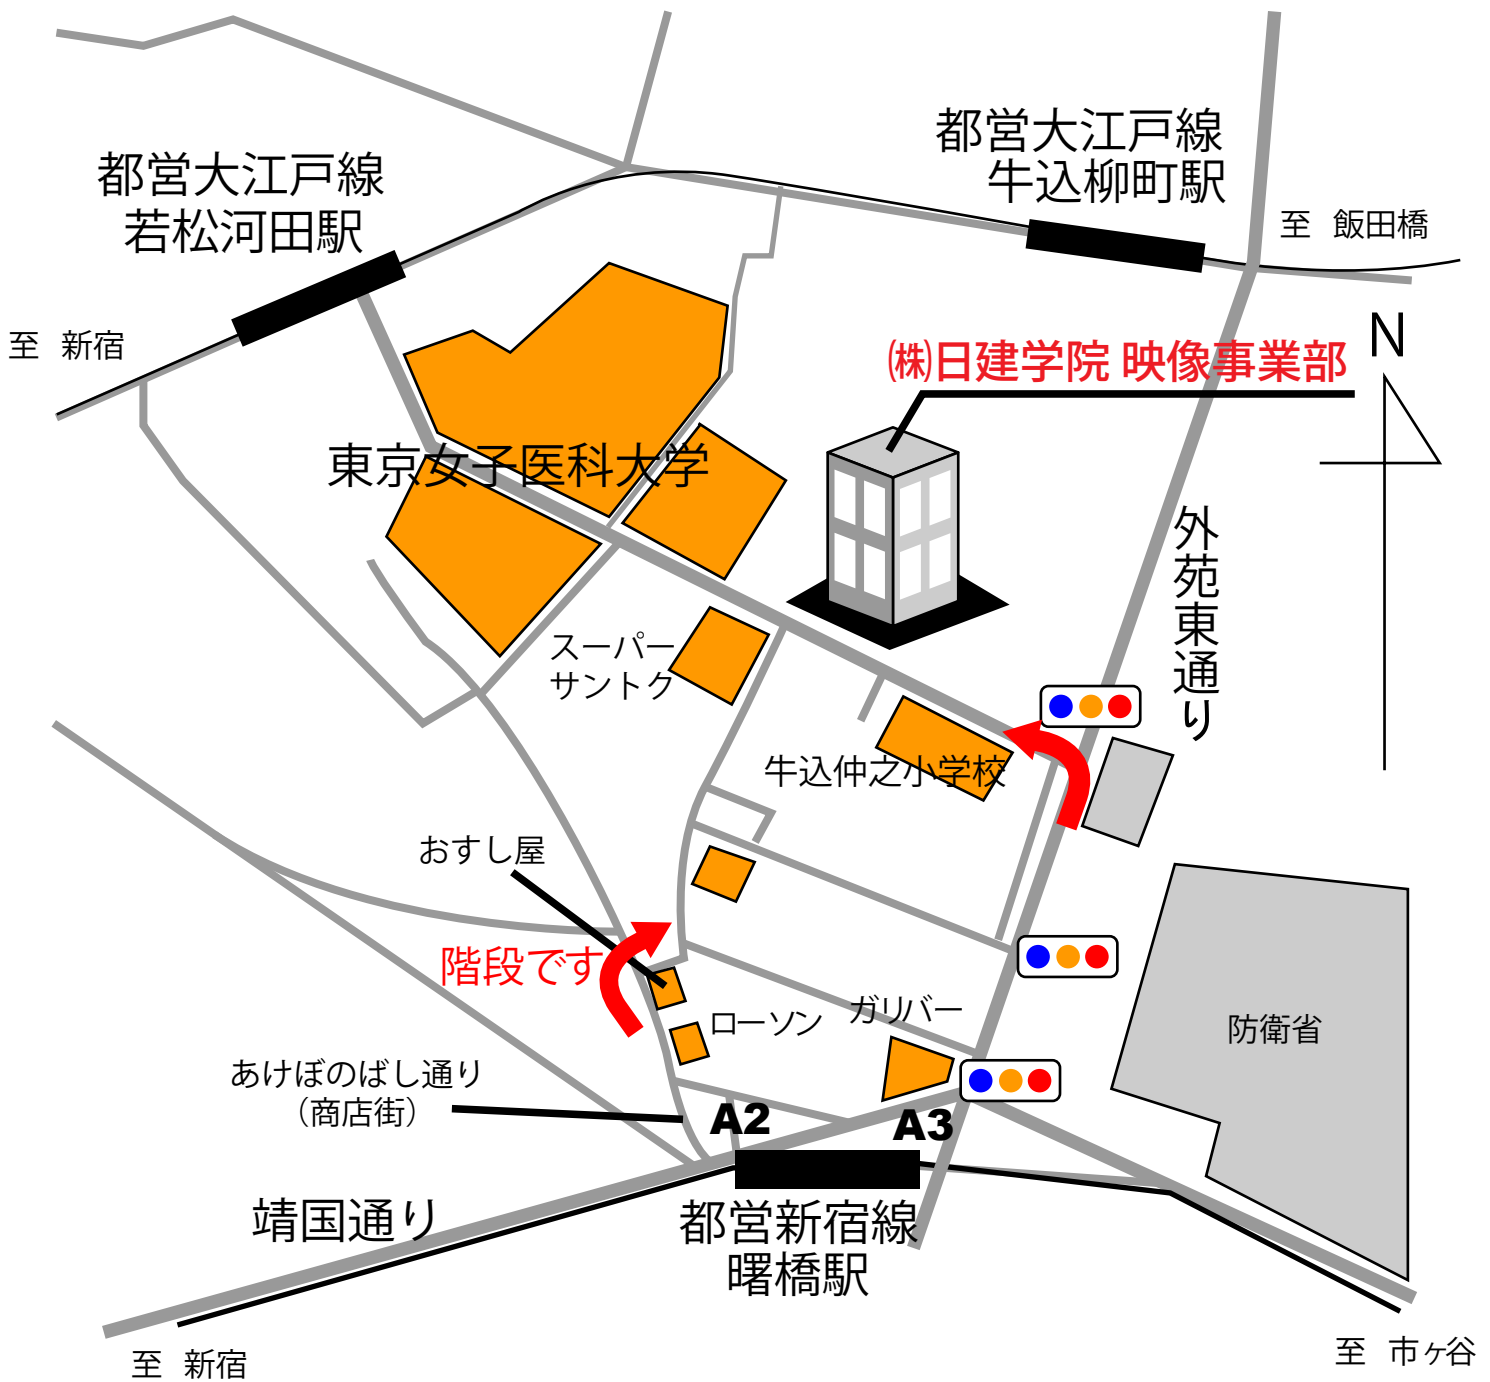 都営大江戸線
牛込柳町駅
都営大江戸線
若松河田駅
至 飯田橋
至 新宿
N
㈱日建学院 映像事業部
東京女子医科大学
外苑東通り
スーパー
サントク
牛込仲之小学校
おすし屋
階段です
ローソン
ガリバー
防衛省
あけぼのばし通り
（商店街）
A2
A3
靖国通り
都営新宿線
曙橋駅
至 新宿
至 市ヶ谷